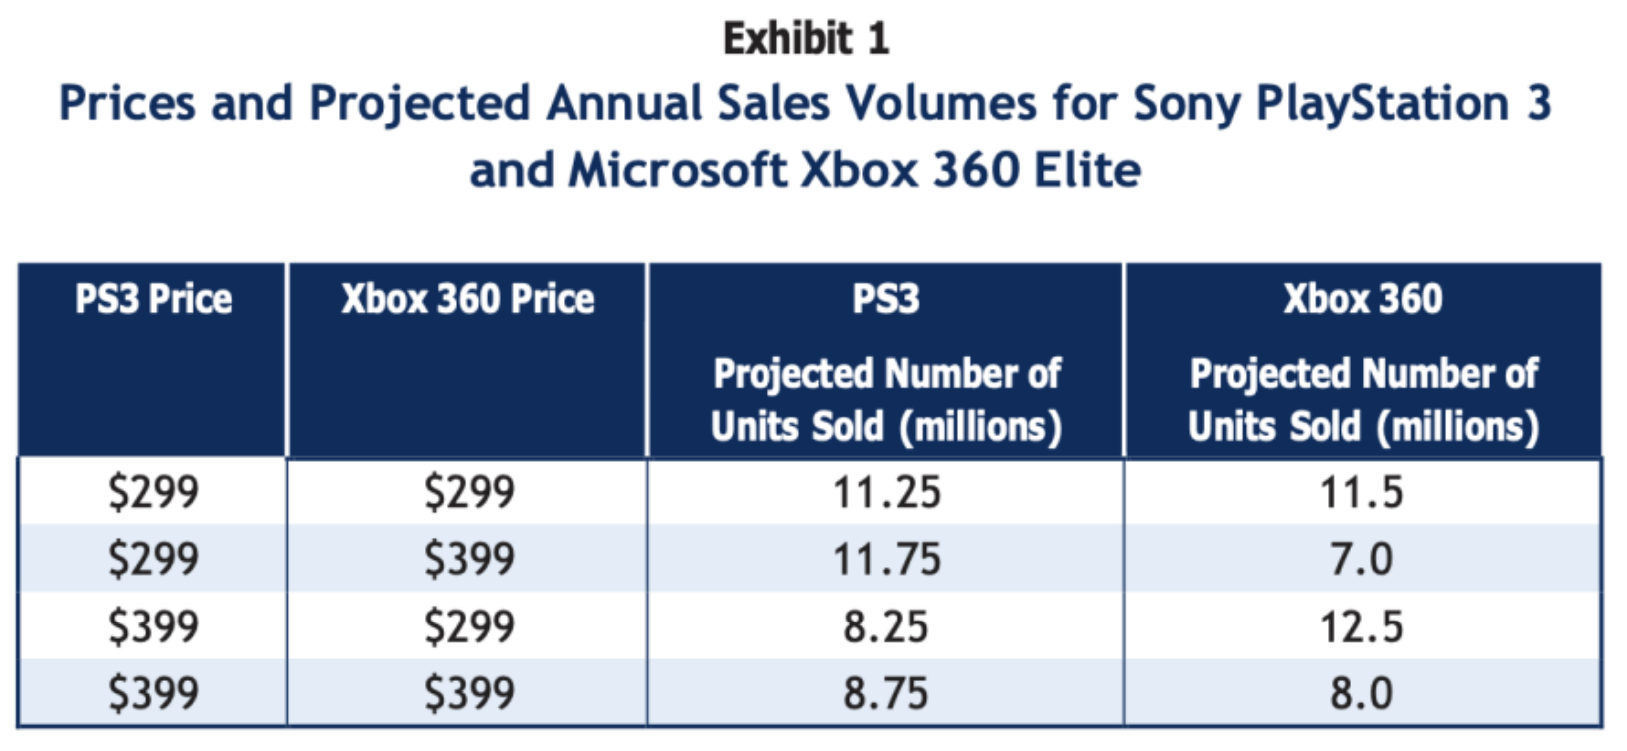 Exhibit 1
Prices and Projected Annual Sales Volumes for Sony PlayStation 3
and Microsoft Xbox 360 Elite
PS3 Price Xbox 360 Price PS3 Xbox 360
Projected Number of Projected Number of
Units Sold (millions) Units Sold (millions)
$299 $299 11.25 11.5
$299 $399 11.75 7.0
$399 $299 8.25 12.5
$399 $399 8.75 8.0